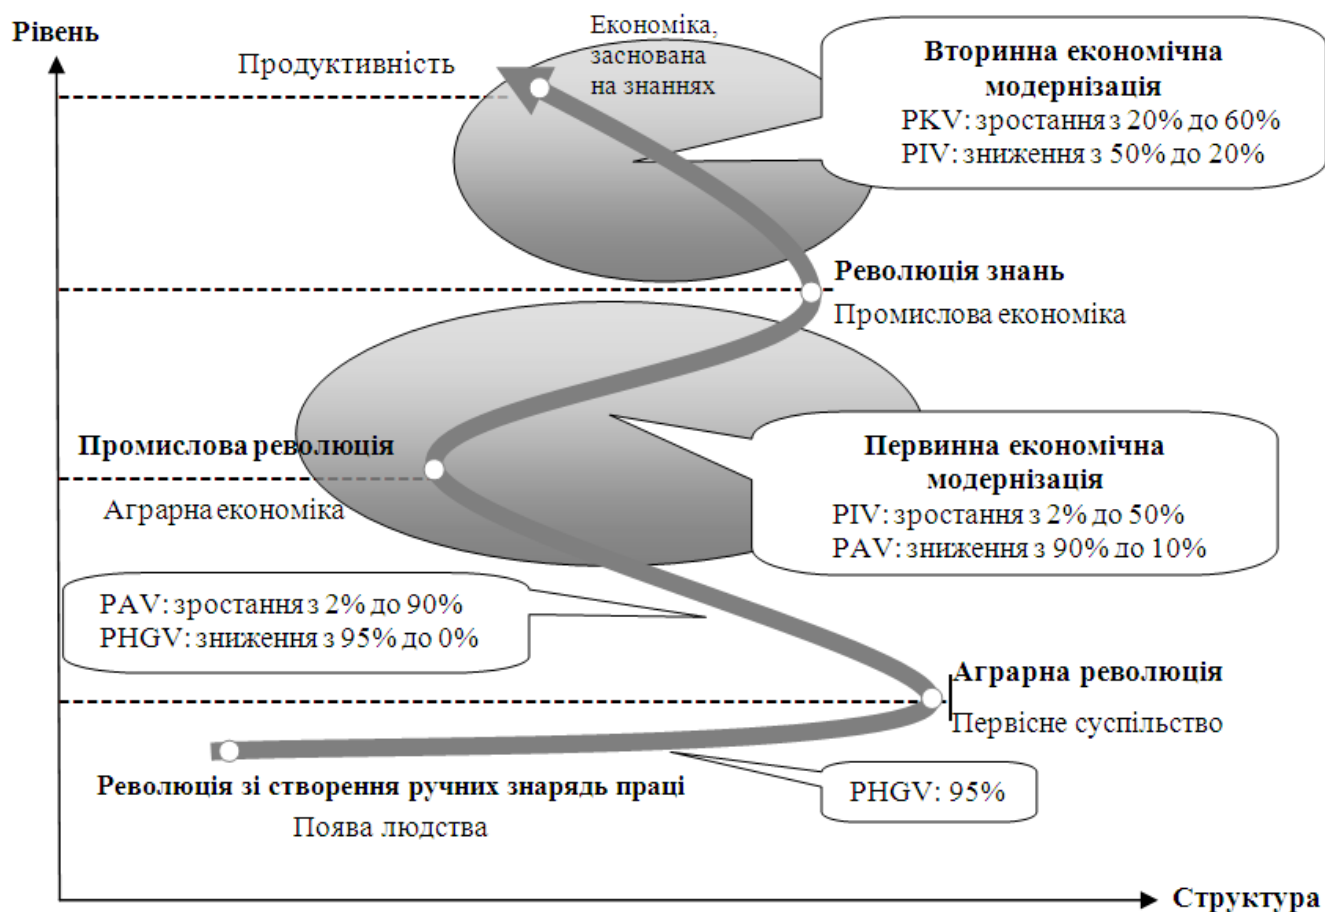 Рівень
Економіка,
заснована
на знаннях
Продуктивність
Вторинна економічна
модернізація
PKV: зростання з 20% до 60%
PIV: зниження з 50% до 20%
Революція знань
Промислова економіка
Промислова революція
Аграрна економіка
Первинна економічна
модернізація
PIV: зростання з 2% до 50%
PAV: зниження з 90% до 10%
PAV: зростання з 2% до 90%
PHGV: зниження з 95% до 0%
Аграрна революція
Первісне суспільство
Революція зі створення ручних знарядь праці
Поява людства
PHGV: 95%
Структура